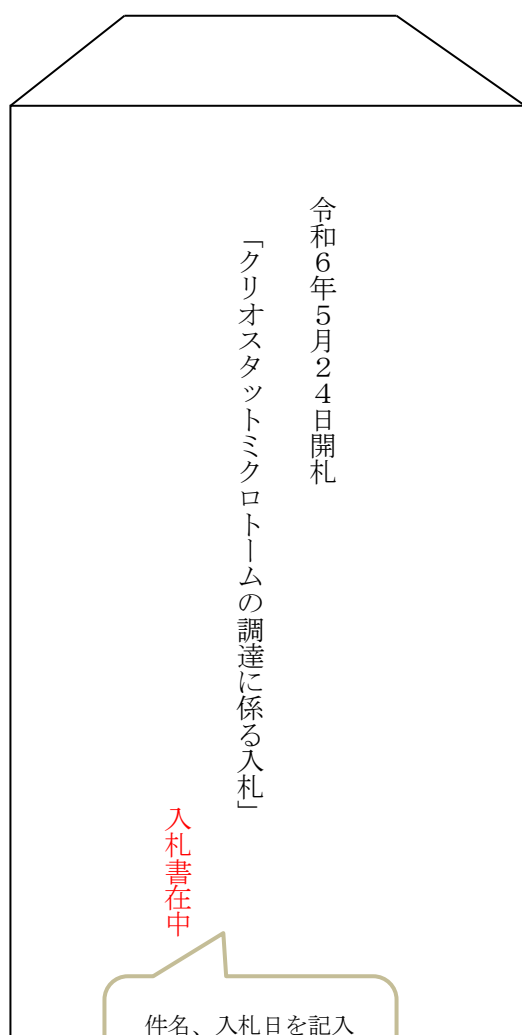 令和６年５月２４日開札
「クリオスタットミクロトームの調達に係る入札」
入札書在中
件名、入札日を記入